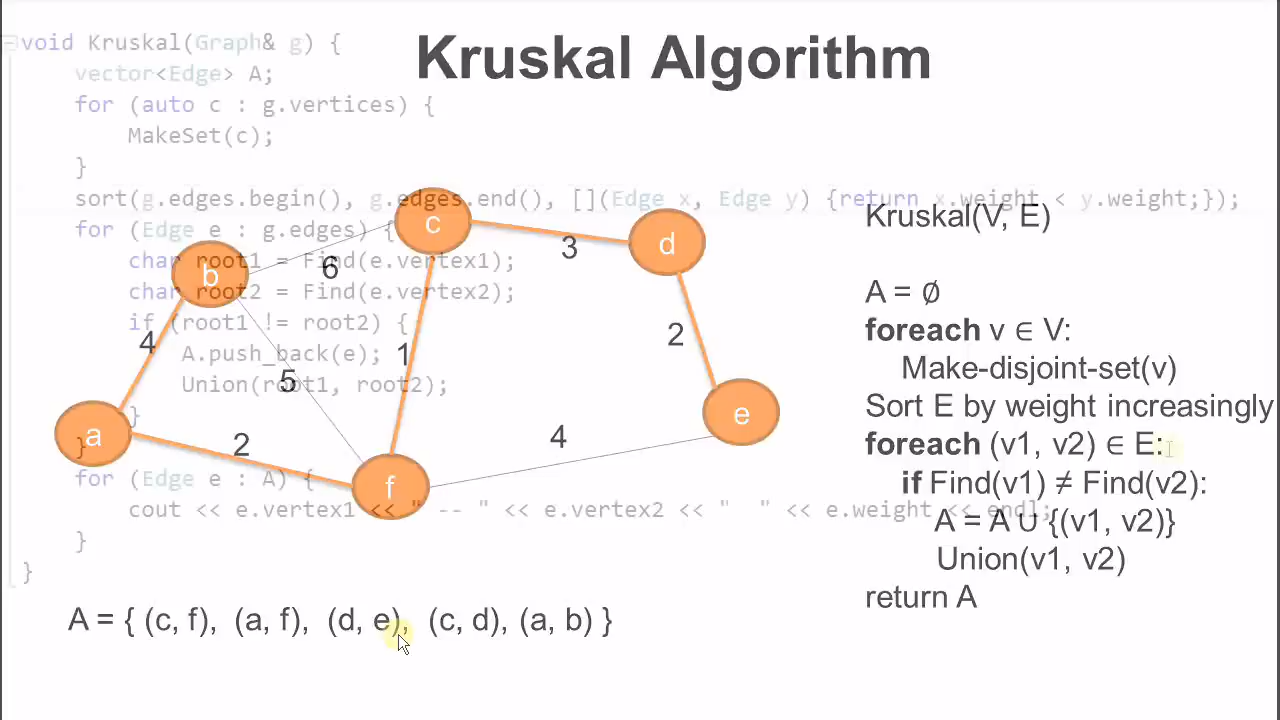 Kruskal Algorithm
void Kruskal(Graph& g) {
vector<Edge> A;
for (auto c : g.vertices) {
MakeSet(c);
}
sort(g.edges.begin(), g.edges.end(), [](Edge x, Edge y) {return x.weight < y.weight;});
for (Edge e : g.edges) {
char root1 = Find(e.vertex1);
char root2 = Find(e.vertex2);
if (root1 != root2) {
A.push_back(e);
Union(root1, root2);
}
}
for (Edge e : A) {
cout << e.vertex1 << " -- " << e.vertex2 << "  " << e.weight << endl;
}
}
c
d
b
6
3
4
1
2
5
e
a
2
4
f
Kruskal(V, E)
A = ∅
foreach v ∈ V:
Make-disjoint-set(v)
Sort E by weight increasingly
foreach (v1, v2) ∈ E:
if Find(v1) ≠ Find(v2):
A = A ∪ {(v1, v2)}
Union(v1, v2)
return A
A = { (c, f), (a, f), (d, e), (c, d), (a, b) }